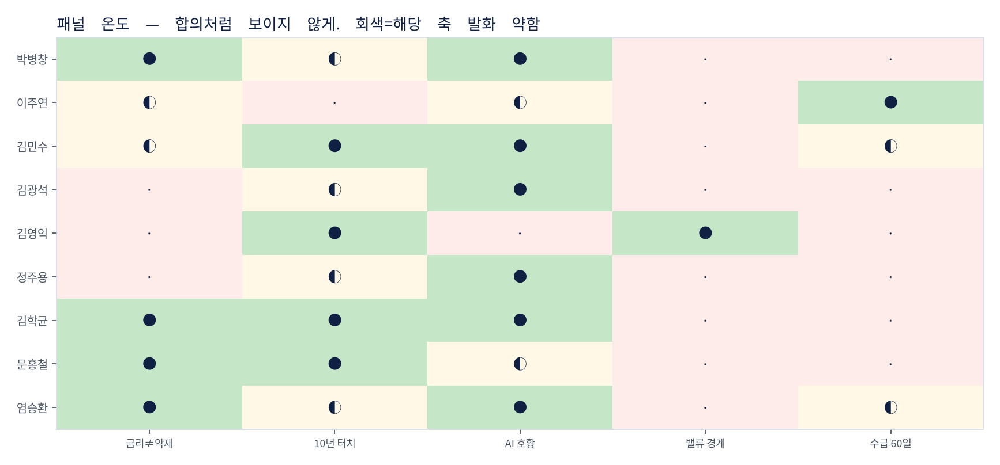 패널 온도 — 합의처럼 보이지 않게. 회색=해당 축 발화 약함
박병창 ● ◐ ● · ·
이주연 ◐ · ◐ · ●
김민수 ◐ ● ● · ◐
김광석 · ◐ ● · ·
김영익 · ● · ● ·
정주용 · ◐ ● · ·
김학균 ● ● ● · ·
문홍철 ● ● ◐ · ·
염승환 ● ◐ ● · ◐
금리≠악재 10년 터치 AI 호황 밸류 경계 수급 60일